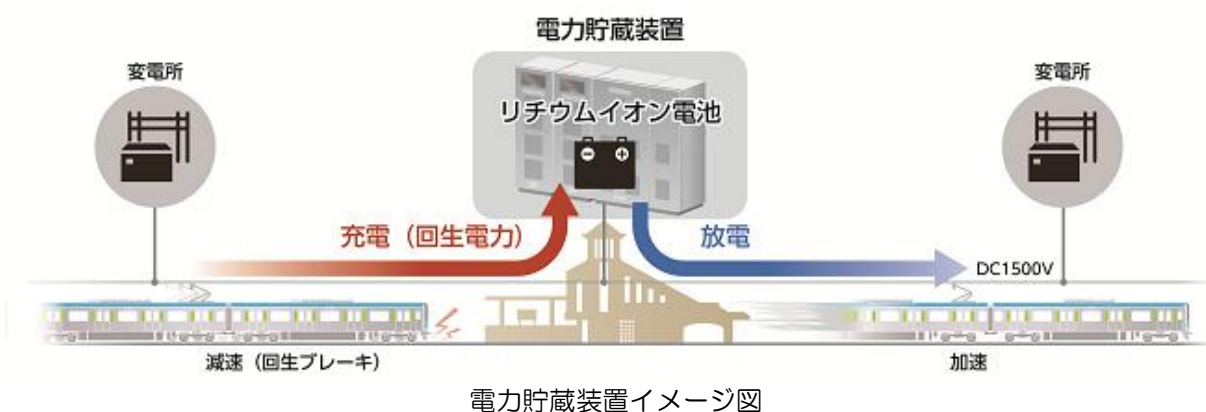 電力貯蔵装置
変電所
リチウムイオン電池
変電所
充電（回生電力）
放電
DC1500V
減速（回生ブレーキ）
加速
電力貯蔵装置イメージ図